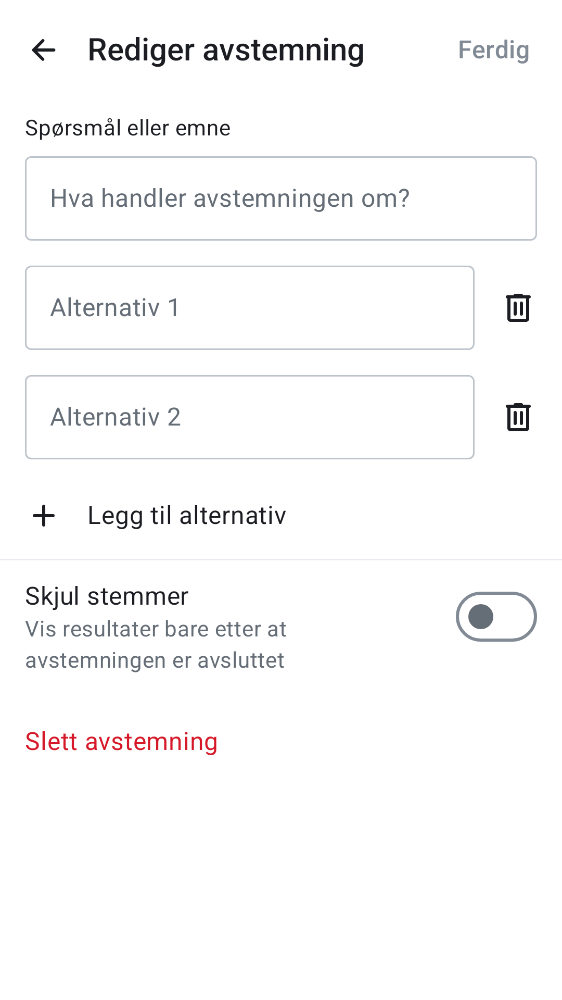 Rediger avstemning
Ferdig
Spørsmål eller emne
Hva handler avstemningen om?
Alternativ 1
Alternativ 2
Legg til alternativ
Skjul stemmer
Vis resultater bare etter at
avstemningen er avsluttet
Slett avstemning